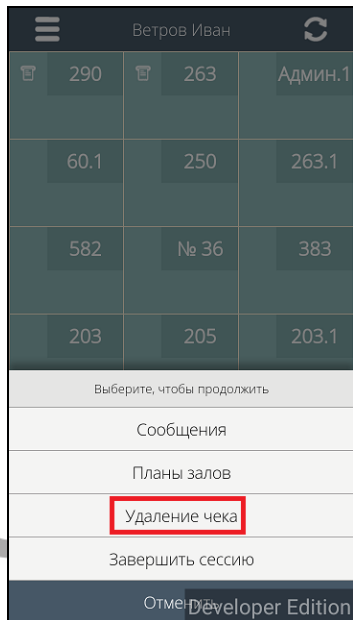 Ветров Иван
290 263 Админ.1
60.1 250 263.1
582 № 36 383
203 205 203.1
Выберите, чтобы продолжить
Сообщения
Планы залов
Удаление чека
Завершить сессию
Отменить
Developer Edition